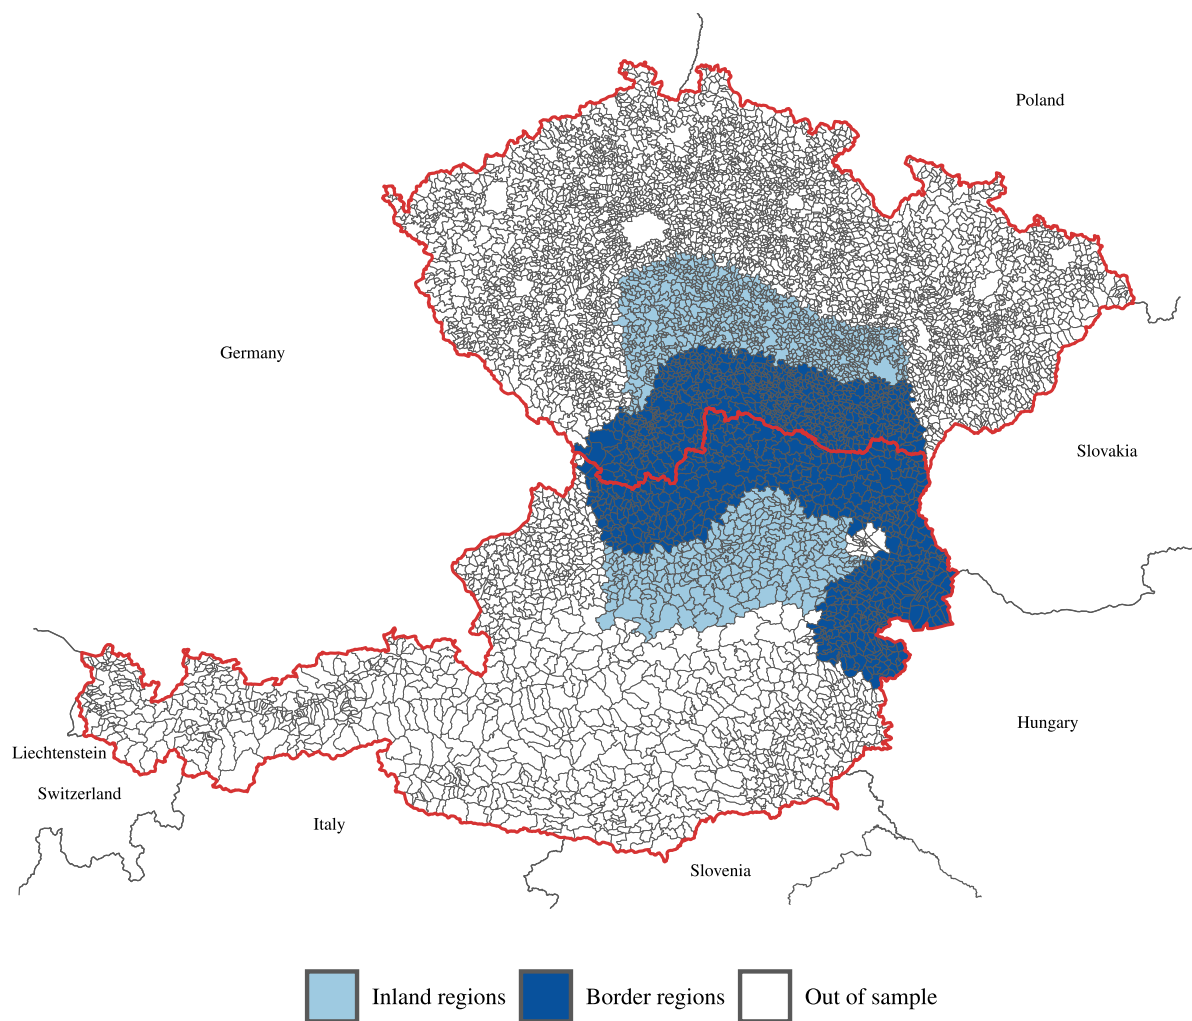 Poland
Germany
Slovakia
Hungary
Liechtenstein
Switzerland
Italy
Slovenia
Inland regions
Border regions
Out of sample